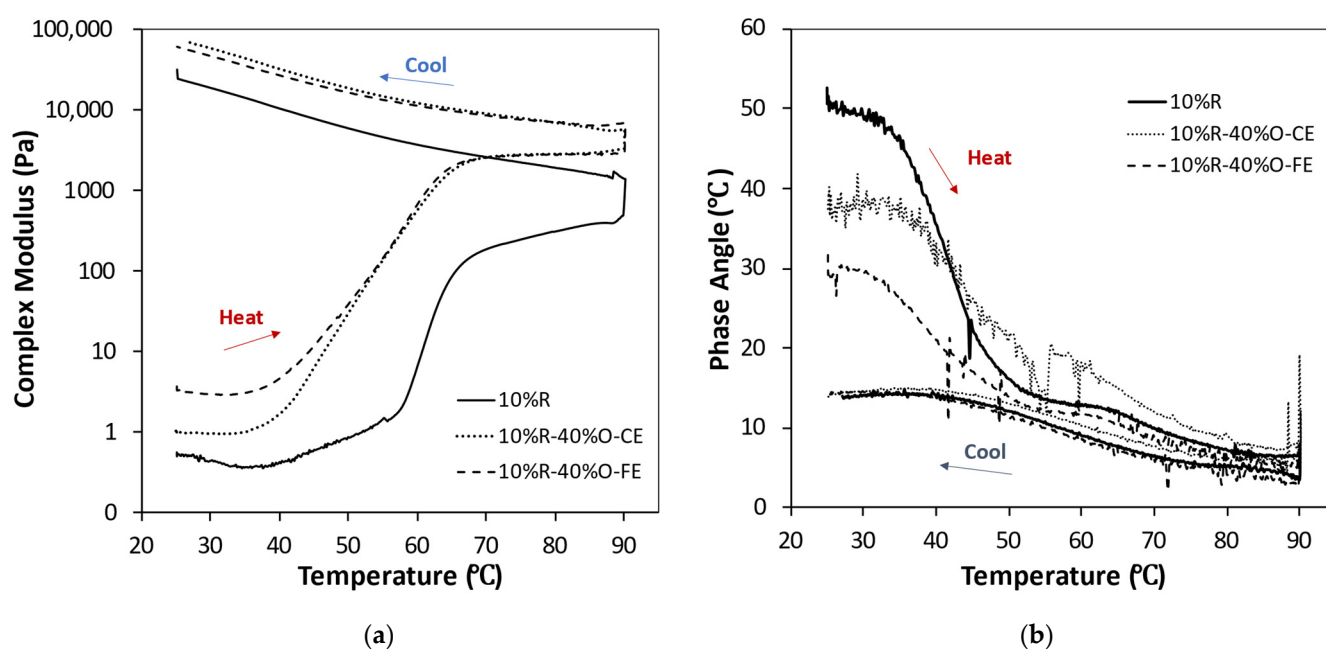 100,000
10,000
1000
100
10
1
0
Complex Modulus (Pa)
Cool
Heat
10%R
10%R-40%O-CE
10%R-40%O-FE
20 30 40 50 60 70 80 90
Temperature (℃)
(a)
60
50
40
30
20
10
0
Phase Angle (℃)
10%R
10%R-40%O-CE
10%R-40%O-FE
Heat
Cool
20 30 40 50 60 70 80 90
Temperature (℃)
(b)